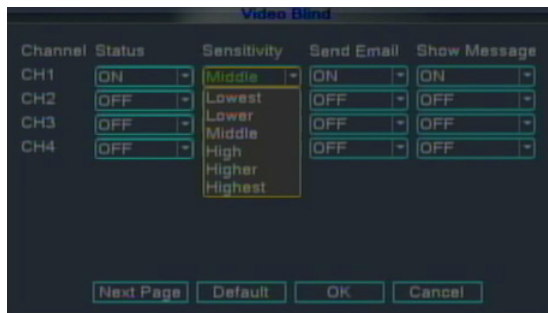 Video Blind
Channel Status Sensitivity Send Email Show Message
CH1 ON Middle ON ON
CH2 OFF Lowest OFF OFF
CH3 OFF Lower OFF OFF
Middle
CH4 OFF High OFF OFF
Higher
Highest
Next Page Default OK Cancel